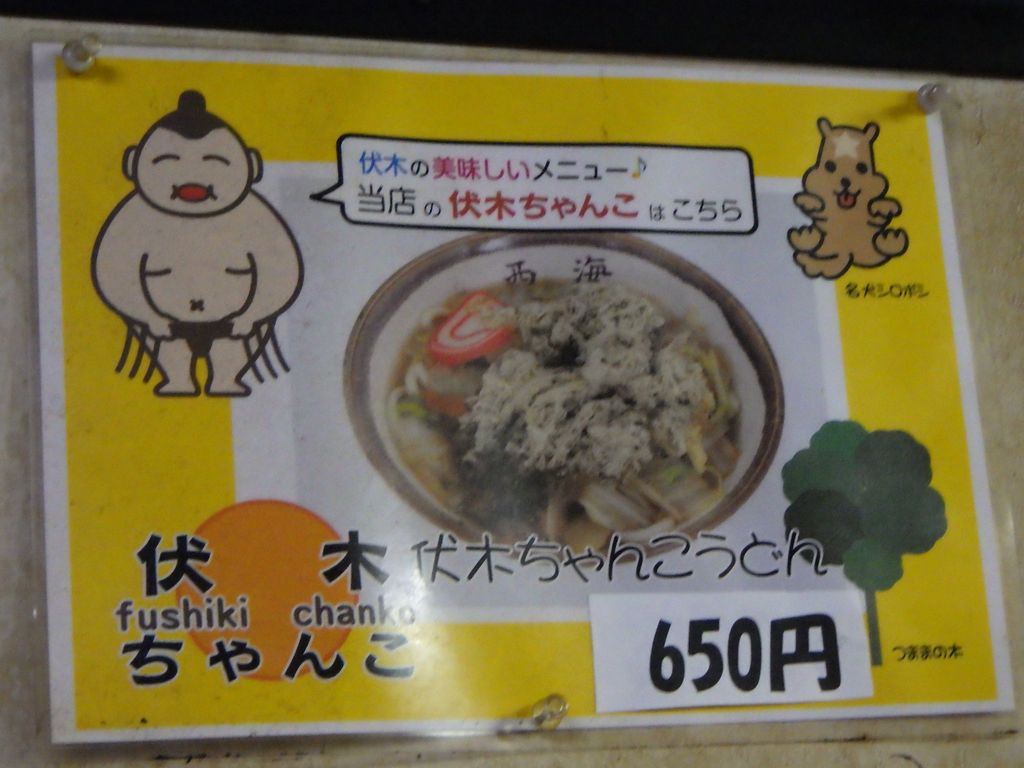 伏木の美味しいメニュー♪
当店の伏木ちゃんこはこちら
名犬シロボシ
西海
伏木ちゃんこうどん
伏木
fushiki chanko
ちゃんこ
650円
つままの木